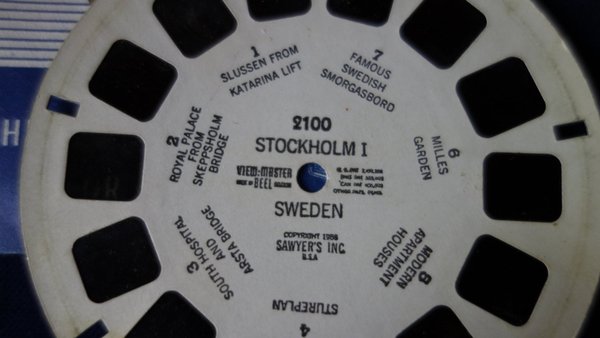 H
1
SLUSSEN FROM
KATARINA LIFT
7
FAMOUS
SWEDISH
SMORGASBORD
2
ROYAL PALACE
FROM
SKEPPSHOLM
BRIDGE
2100
STOCKHOLM I
VIEW-MASTER
REEL
SWEDEN
COPYRIGHT
SAWYER'S INC.
U.S.A
6
MILLES
GARDEN
3
SOUTH HOSPITAL
AND
ARSTA BRIDGE
MODERN
APARTMENT
HOUSES
4
STUREPLAN